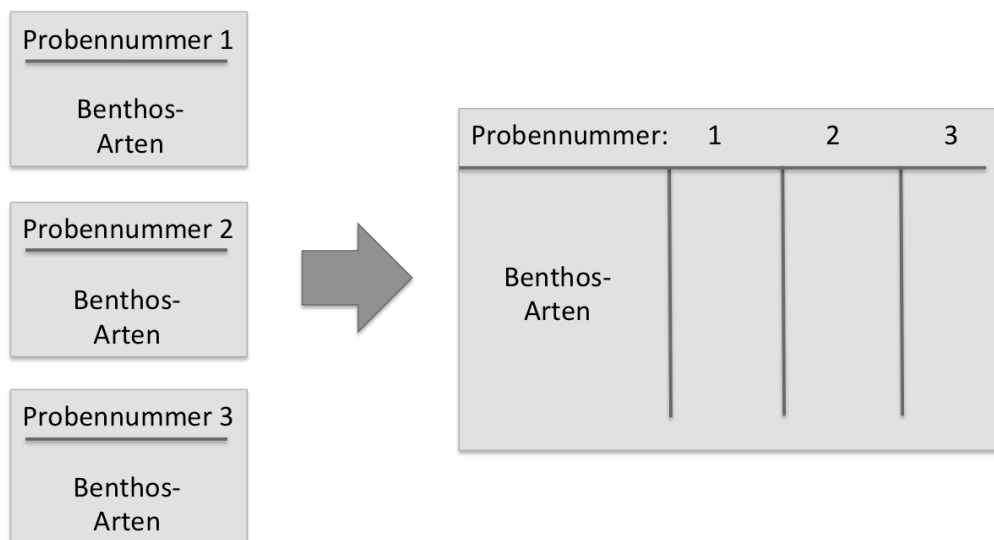 Probennummer 1
Benthos-
Arten
Probennummer 2
Benthos-
Arten
Probennummer 3
Benthos-
Arten
Probennummer: 1 2 3
Benthos-
Arten